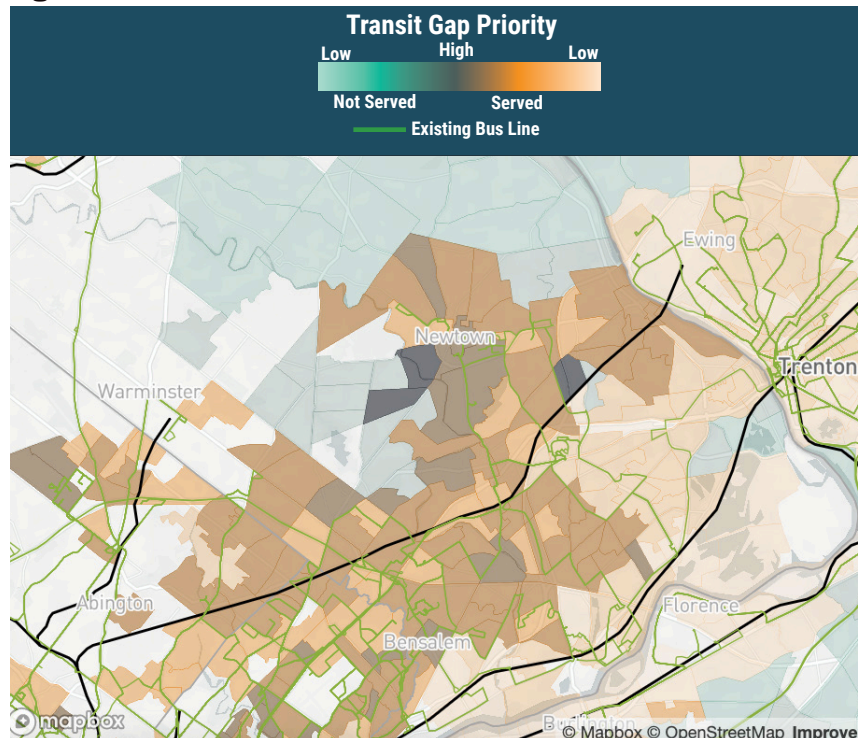 Transit Gap Priority
Low High Low
Not Served Served
Existing Bus Line
Ewing
Newtown
Trenton
Warminster
Abington
Florence
Bensalem
Burlington
mapbox
© Mapbox © OpenStreetMap Improve